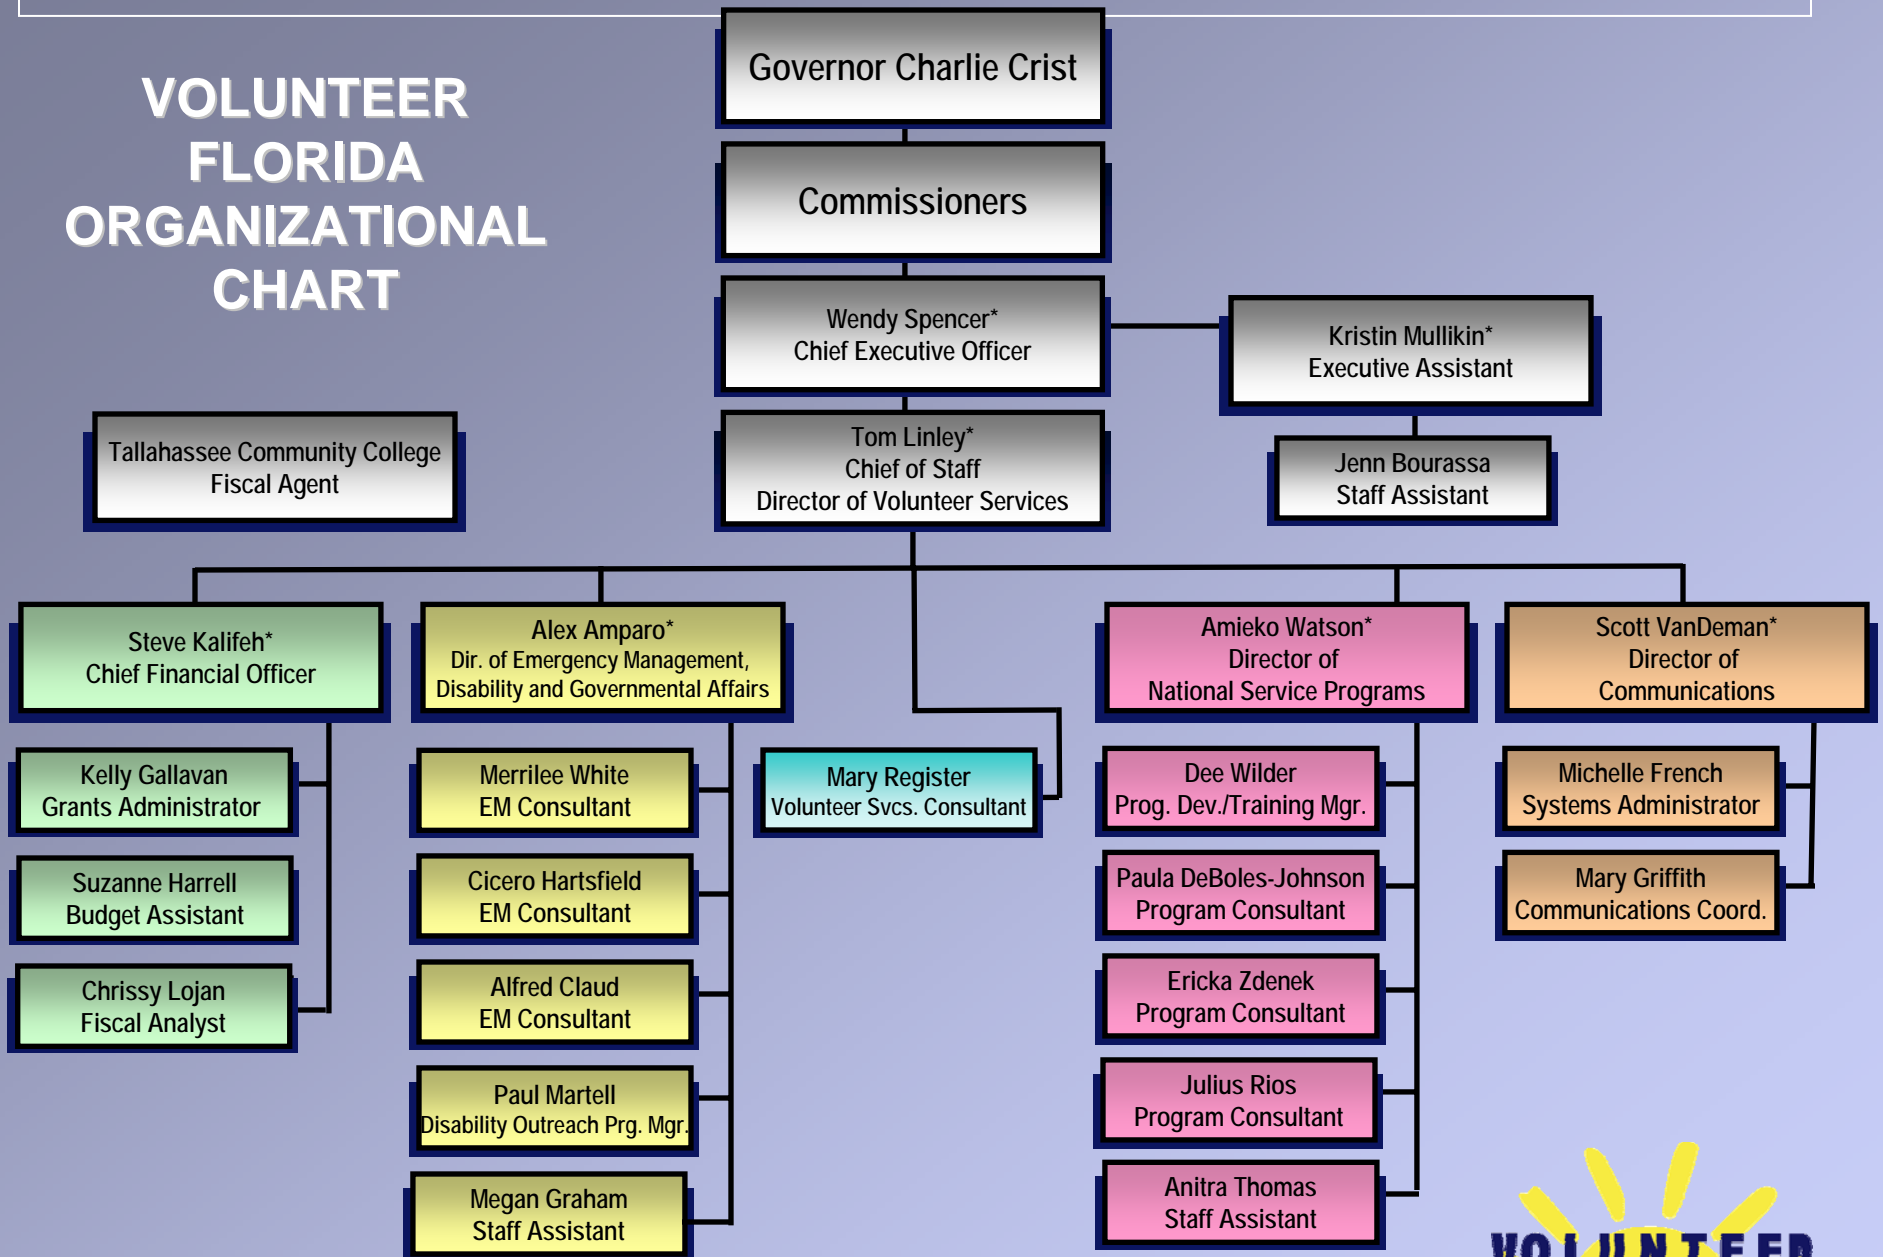 VOLUNTEER
FLORIDA
ORGANIZATIONAL
CHART
Governor Charlie Crist
Commissioners
Wendy Spencer*
Chief Executive Officer
Kristin Mullikin*
Executive Assistant
Jenn Bourassa
Staff Assistant
Tallahassee Community College
Fiscal Agent
Tom Linley*
Chief of Staff
Director of Volunteer Services
Steve Kalifeh*
Chief Financial Officer
Kelly Gallavan
Grants Administrator
Suzanne Harrell
Budget Assistant
Chrissy Lojan
Fiscal Analyst
Alex Amparo*
Dir. of Emergency Management,
Disability and Governmental Affairs
Merrilee White
EM Consultant
Cicero Hartsfield
EM Consultant
Alfred Claud
EM Consultant
Paul Martell
Disability Outreach Prg. Mgr.
Megan Graham
Staff Assistant
Mary Register
Volunteer Svcs. Consultant
Amieko Watson*
Director of
National Service Programs
Dee Wilder
Prog. Dev./Training Mgr.
Paula DeBoles-Johnson
Program Consultant
Ericka Zdenek
Program Consultant
Julius Rios
Program Consultant
Anitra Thomas
Staff Assistant
Scott VanDeman*
Director of
Communications
Michelle French
Systems Administrator
Mary Griffith
Communications Coord.
VOLUNTEER